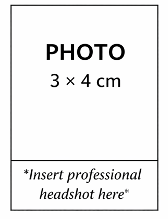 PHOTO
3 × 4 cm
*Insert professional
headshot here*